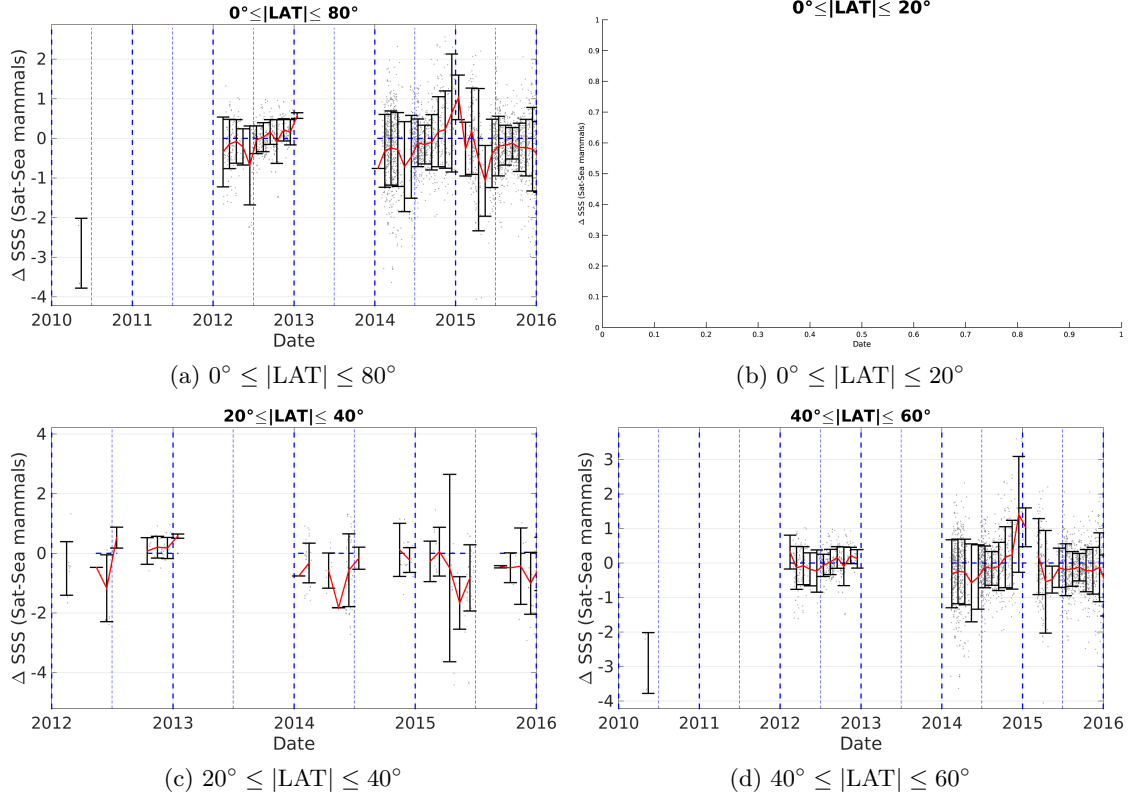 0°≤|LAT|≤ 80°
Δ SSS (Sat-Sea mammals)
2
1
0
-1
-2
-3
-4
2010 2011 2012 2013 2014 2015 2016
Date
(a) 0° ≤ |LAT| ≤ 80°
0°≤|LAT|≤ 20°
Δ SSS (Sat-Sea mammals)
1
0.9
0.8
0.7
0.6
0.5
0.4
0.3
0.2
0.1
0
0 0.1 0.2 0.3 0.4 0.5 0.6 0.7 0.8 0.9 1
Date
(b) 0° ≤ |LAT| ≤ 20°
20°≤|LAT|≤ 40°
Δ SSS (Sat-Sea mammals)
4
2
0
-2
-4
2012 2013 2014 2015 2016
Date
(c) 20° ≤ |LAT| ≤ 40°
40°≤|LAT|≤ 60°
Δ SSS (Sat-Sea mammals)
3
2
1
0
-1
-2
-3
-4
2010 2011 2012 2013 2014 2015 2016
Date
(d) 40° ≤ |LAT| ≤ 60°